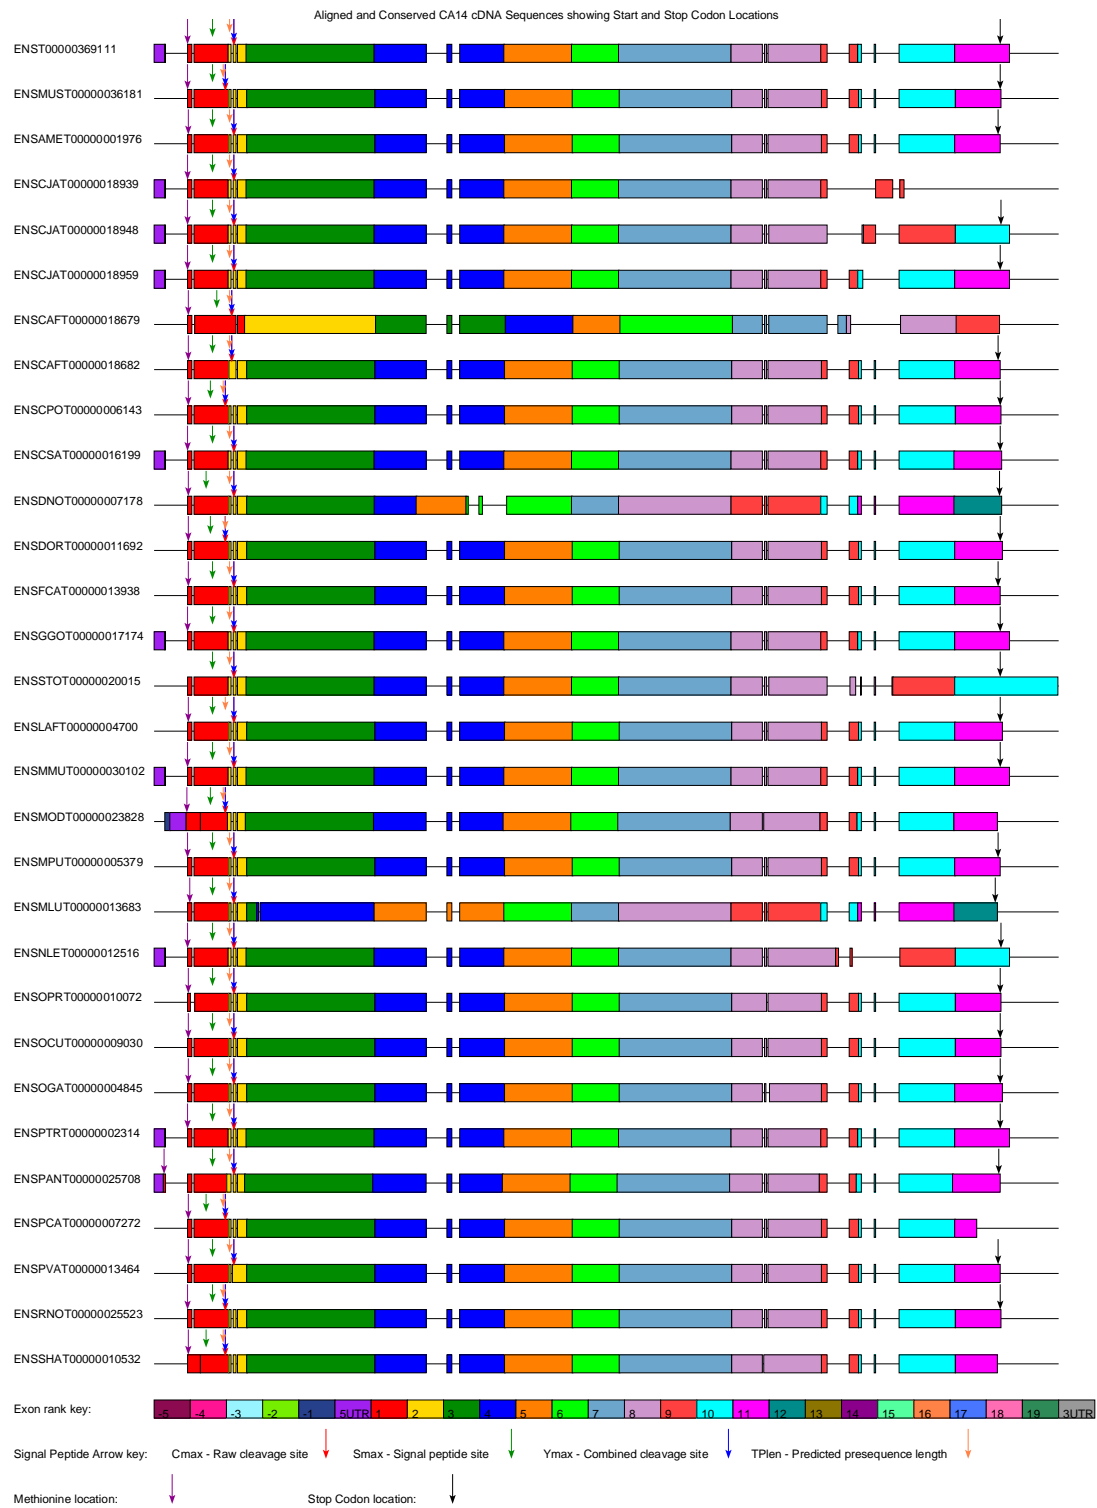 Aligned and Conserved CA14 cDNA Sequences showing Start and Stop Codon Locations
ENST00000369111
ENSMUST00000036181
ENSAMET00000001976
ENSCJAT00000018939
ENSCJAT00000018948
ENSCJAT00000018959
ENSCAFT00000018679
ENSCAFT00000018682
ENSCPOT00000006143
ENSCSAT00000016199
ENSDNOT00000007178
ENSDORT00000011692
ENSFCAT00000013938
ENSGGOT00000017174
ENSSTOT00000020015
ENSLAFT00000004700
ENSMMUT00000030102
ENSMODT00000023828
ENSMPUT00000005379
ENSMLUT00000013683
ENSNLET00000012516
ENSOPRT00000010072
ENSOCUT00000009030
ENSOGAT00000004845
ENSPTRT00000002314
ENSPANT00000025708
ENSPCAT00000007272
ENSPVAT00000013464
ENSRNOT00000025523
ENSSHAT00000010532
Exon rank key: -5 -4 -3 -2 -1 5UTR 1 2 3 4 5 6 7 8 9 10 11 12 13 14 15 16 17 18 19 3UTR
Signal Peptide Arrow key: Cmax - Raw cleavage site Smax - Signal peptide site Ymax - Combined cleavage site TPlen - Predicted presequence length
Methionine location: Stop Codon location: